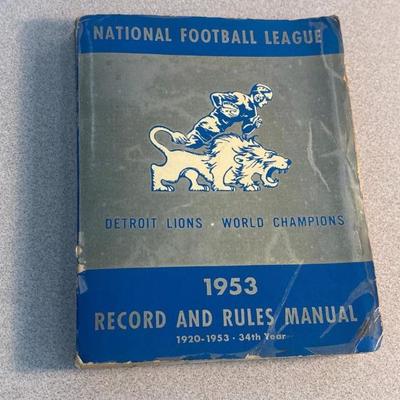 NATIONAL FOOTBALL LEAGUE
DETROIT LIONS · WORLD CHAMPIONS
1953
RECORD AND RULES MANUAL
1920-1953 · 34th Year